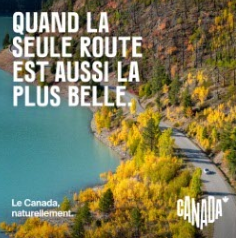 QUAND LA
SEULE ROUTE
EST AUSSI LA
PLUS BELLE.
Le Canada,
naturellement.
CANADA